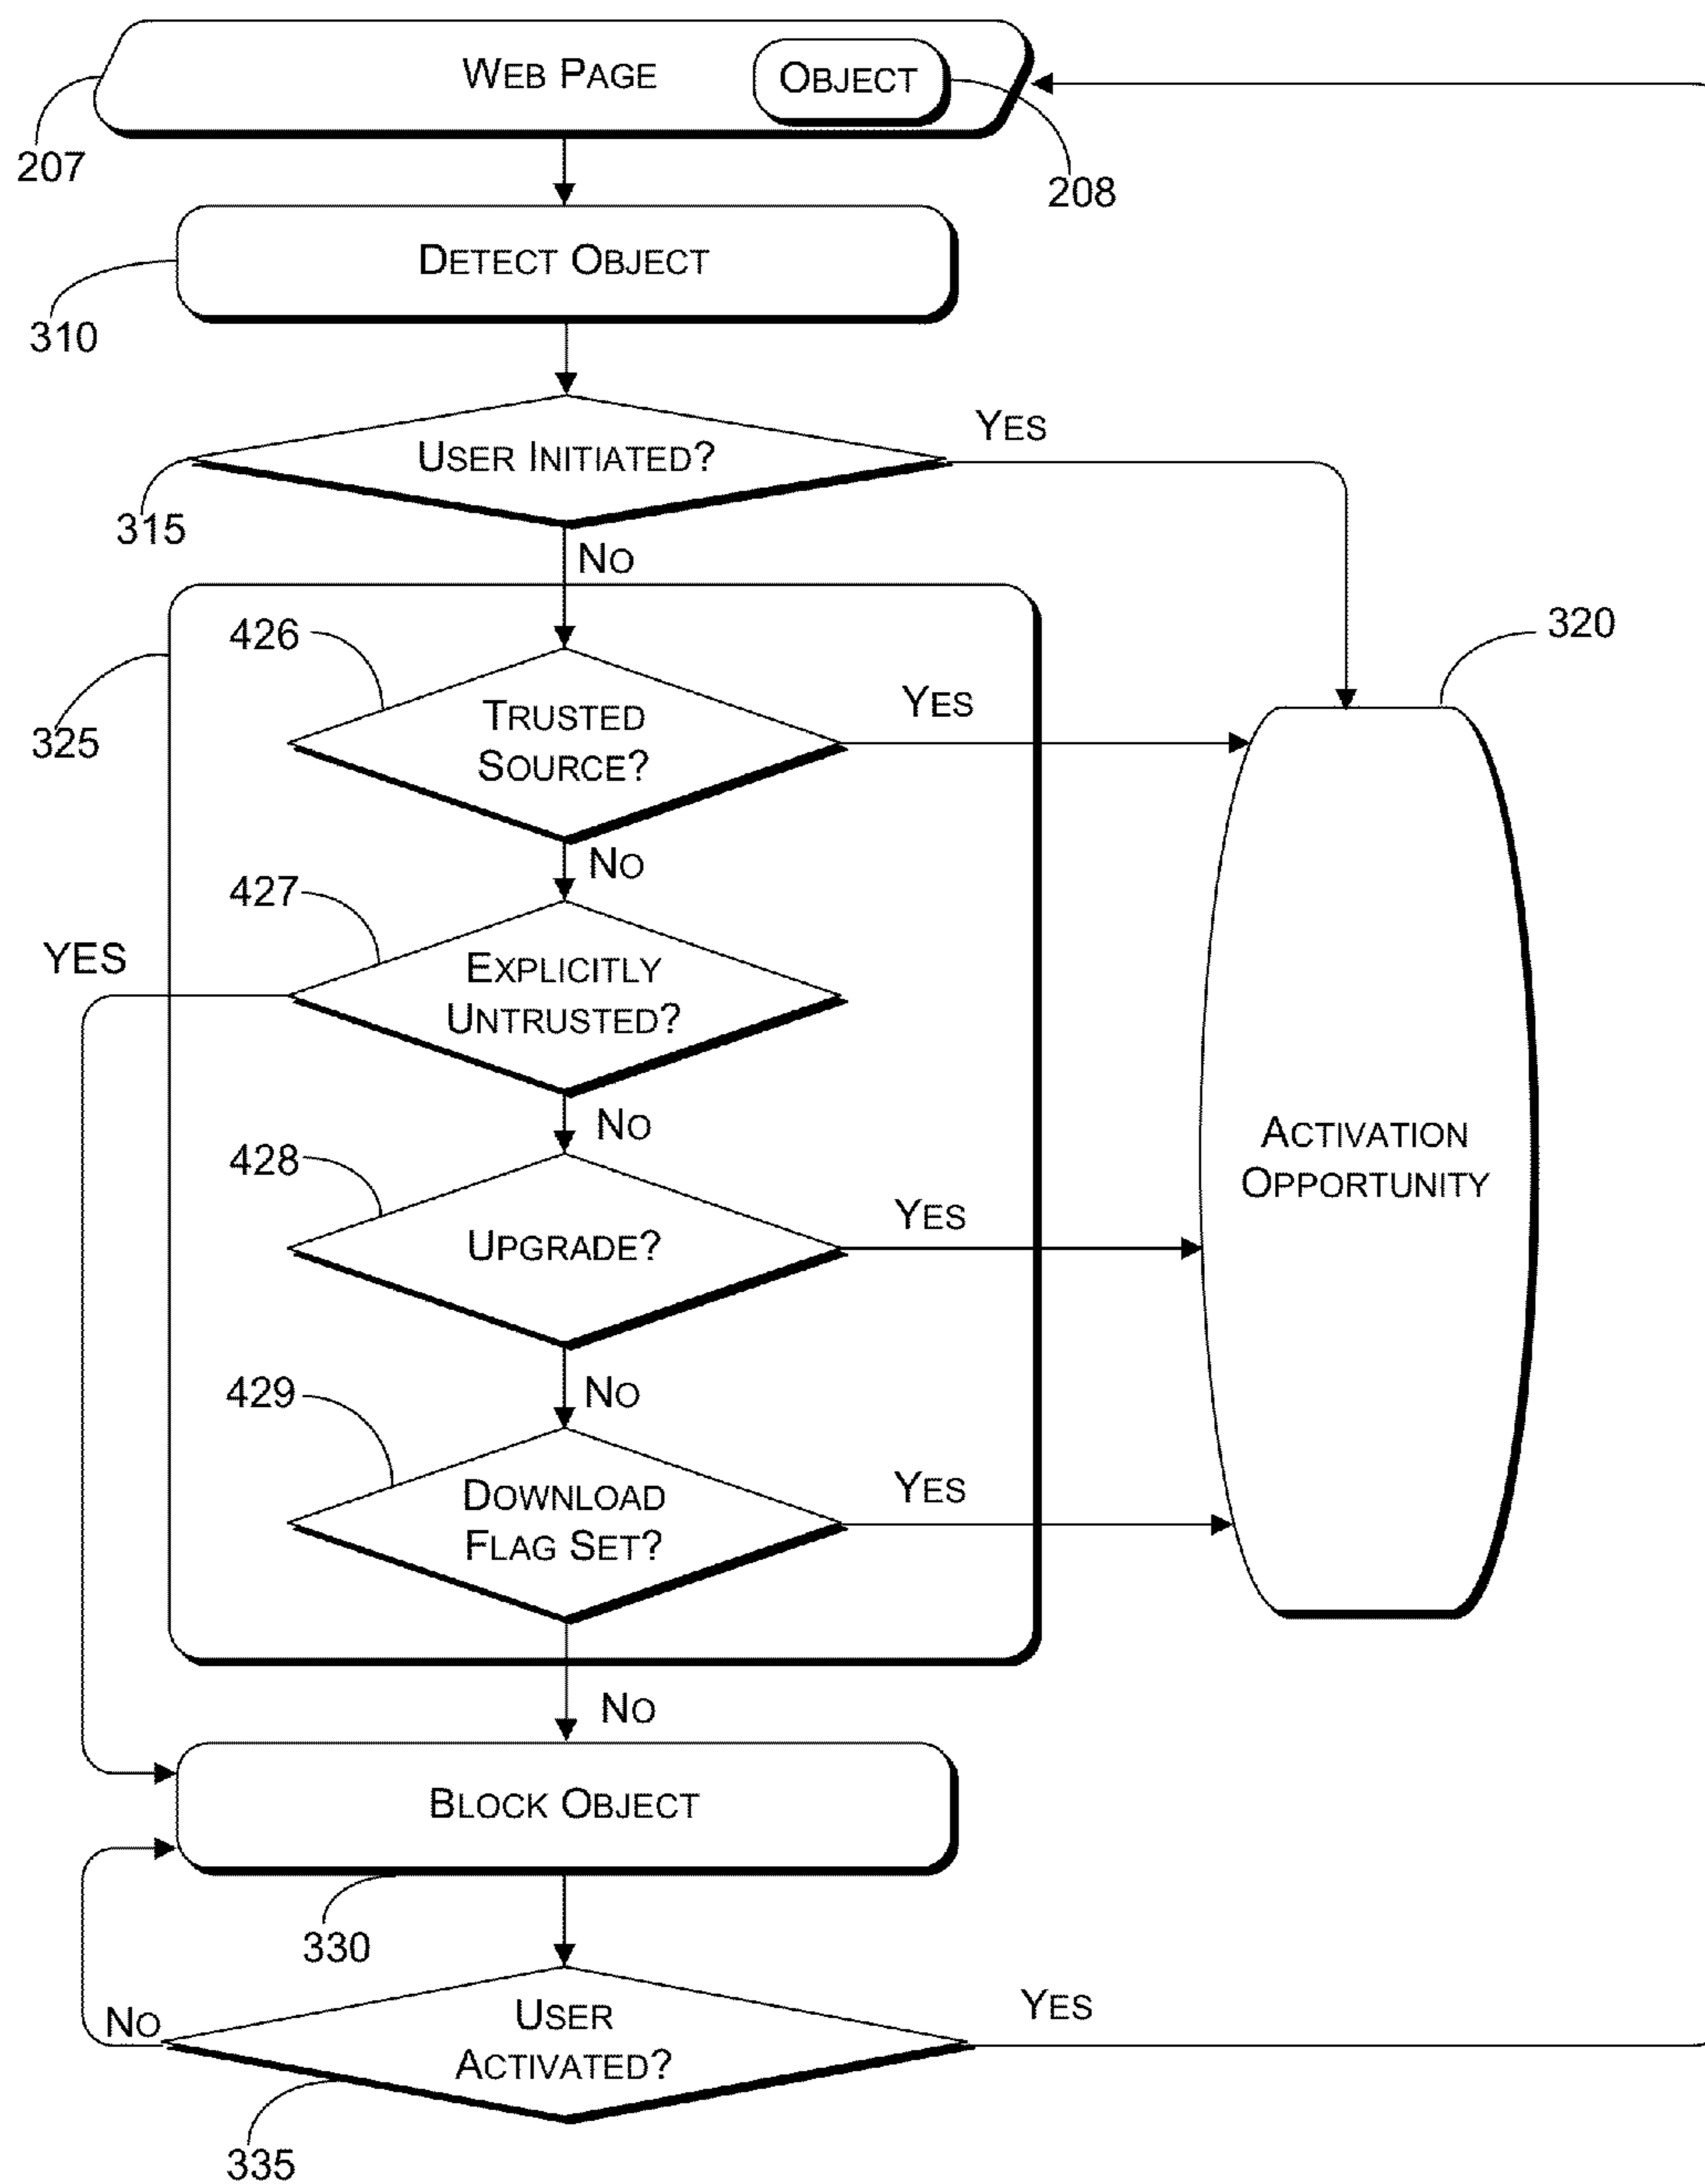 WEB PAGE
OBJECT
207
208
DETECT OBJECT
310
USER INITIATED?
YES
315
NO
426
320
TRUSTED
SOURCE?
YES
325
NO
427
YES
EXPLICITLY
UNTRUSTED?
NO
428
ACTIVATION
OPPORTUNITY
UPGRADE?
YES
NO
429
DOWNLOAD
FLAG SET?
YES
NO
BLOCK OBJECT
330
NO
USER
ACTIVATED?
YES
335